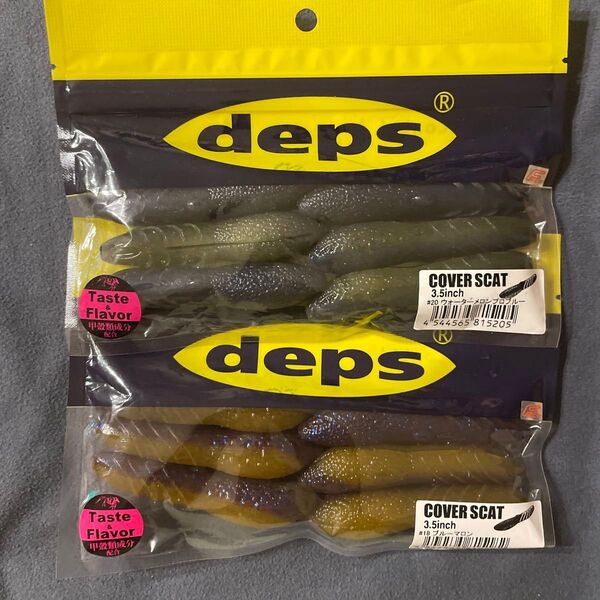 deps®
COVER SCAT
3.5inch
#20 ウォーターメロンプロブルー
4 544565 815205
Taste
&
Flavor
甲殻類成分
配合
deps®
COVER SCAT
3.5inch
#18 ブルーマロン
Taste
&
Flavor
甲殻類成分
配合